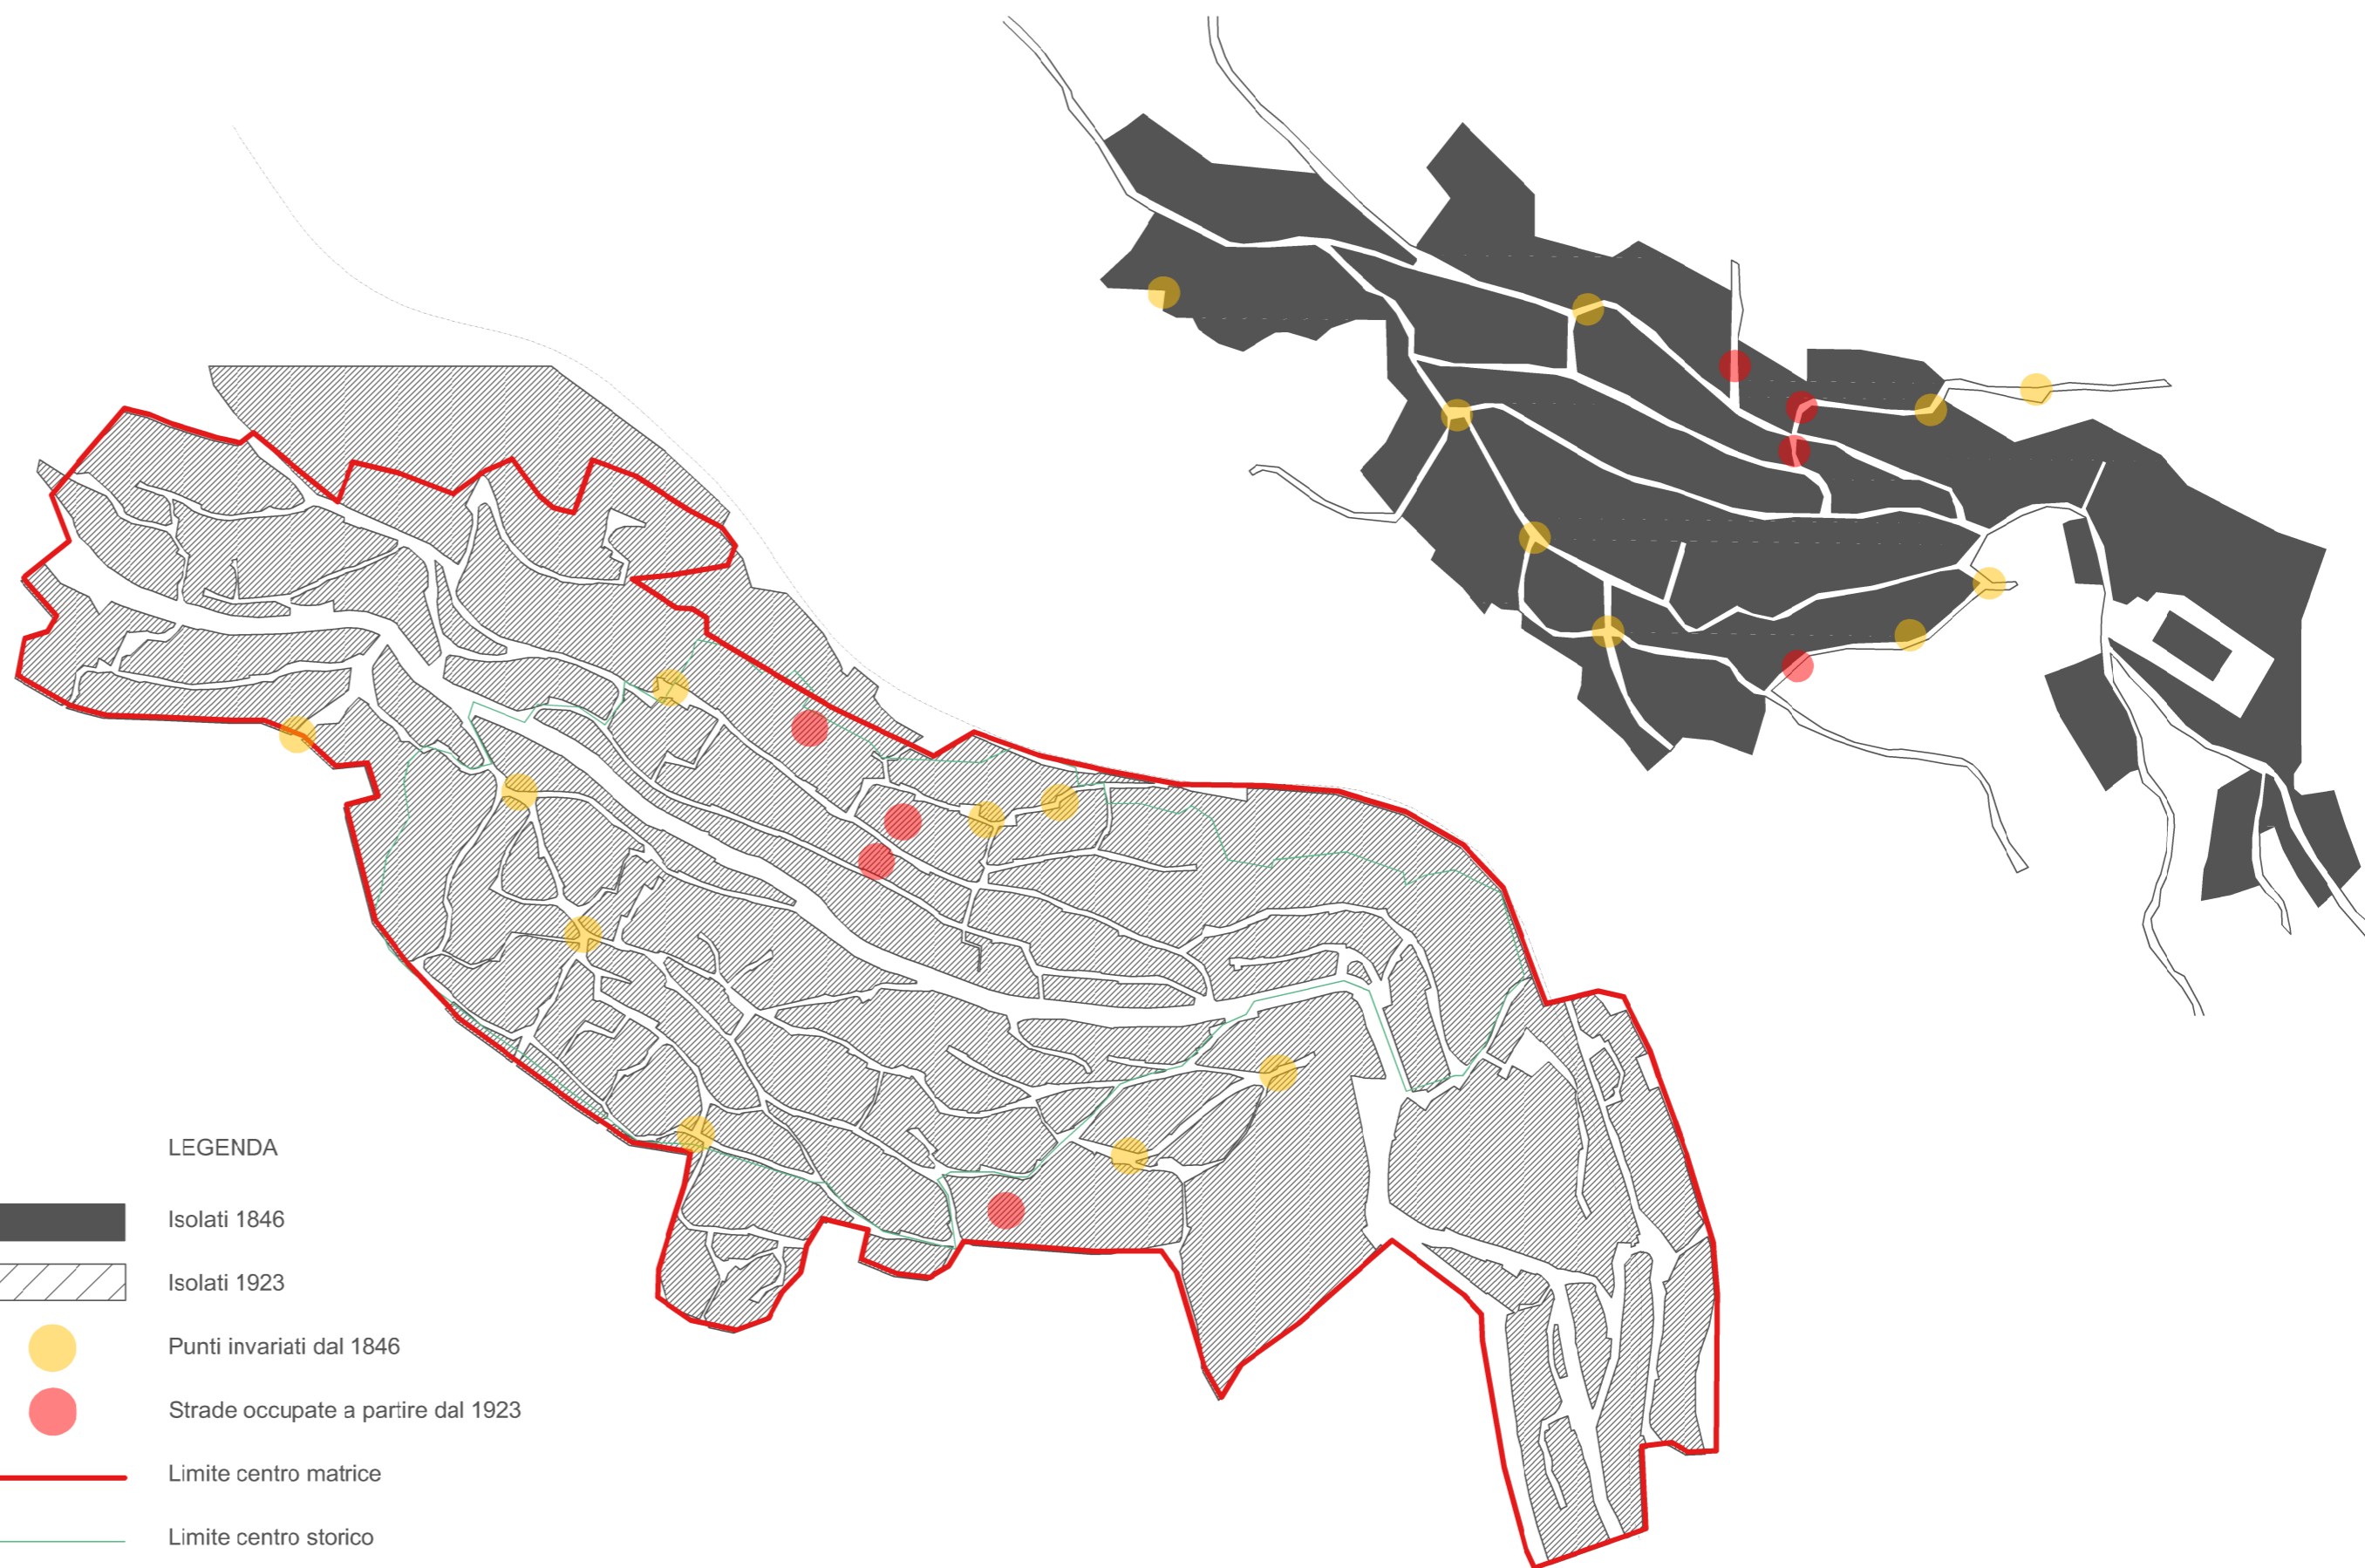 LEGENDA
Isolati 1846
Isolati 1923
Punti invariati dal 1846
Strade occupate a partire dal 1923
Limite centro matrice
Limite centro storico